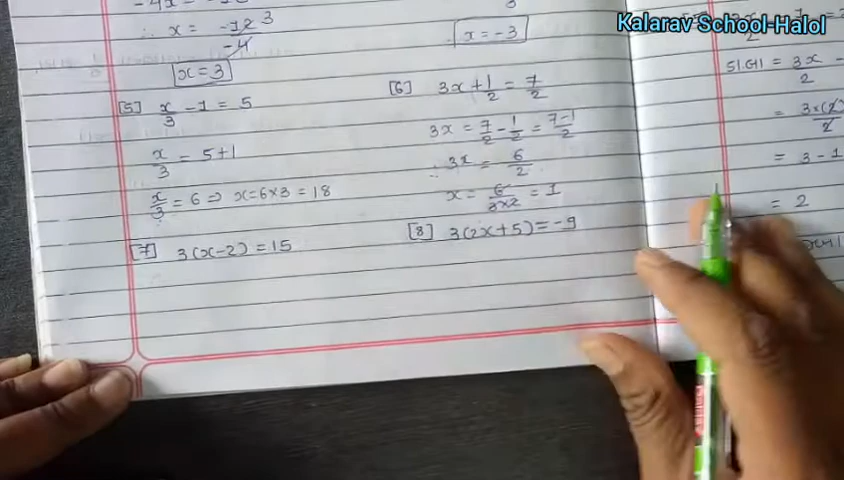 Kalarav School-Halol
∴ x = -12 3
-4
x = 3
x = -3
[5] x/3 - 1 = 5
x/3 = 5+1
x/3 = 6 ⇒ x = 6×3 = 18
[7] 3(x-2) = 15
[6] 3x + 1/2 = 7/2
3x = 7/2 - 1/2 = 7-1/2
∴ 3x = 6/2
x = 6/3×2 = 1
[8] 3(2x+5) = -9
= 3x
2
= 3 - 1
= 2